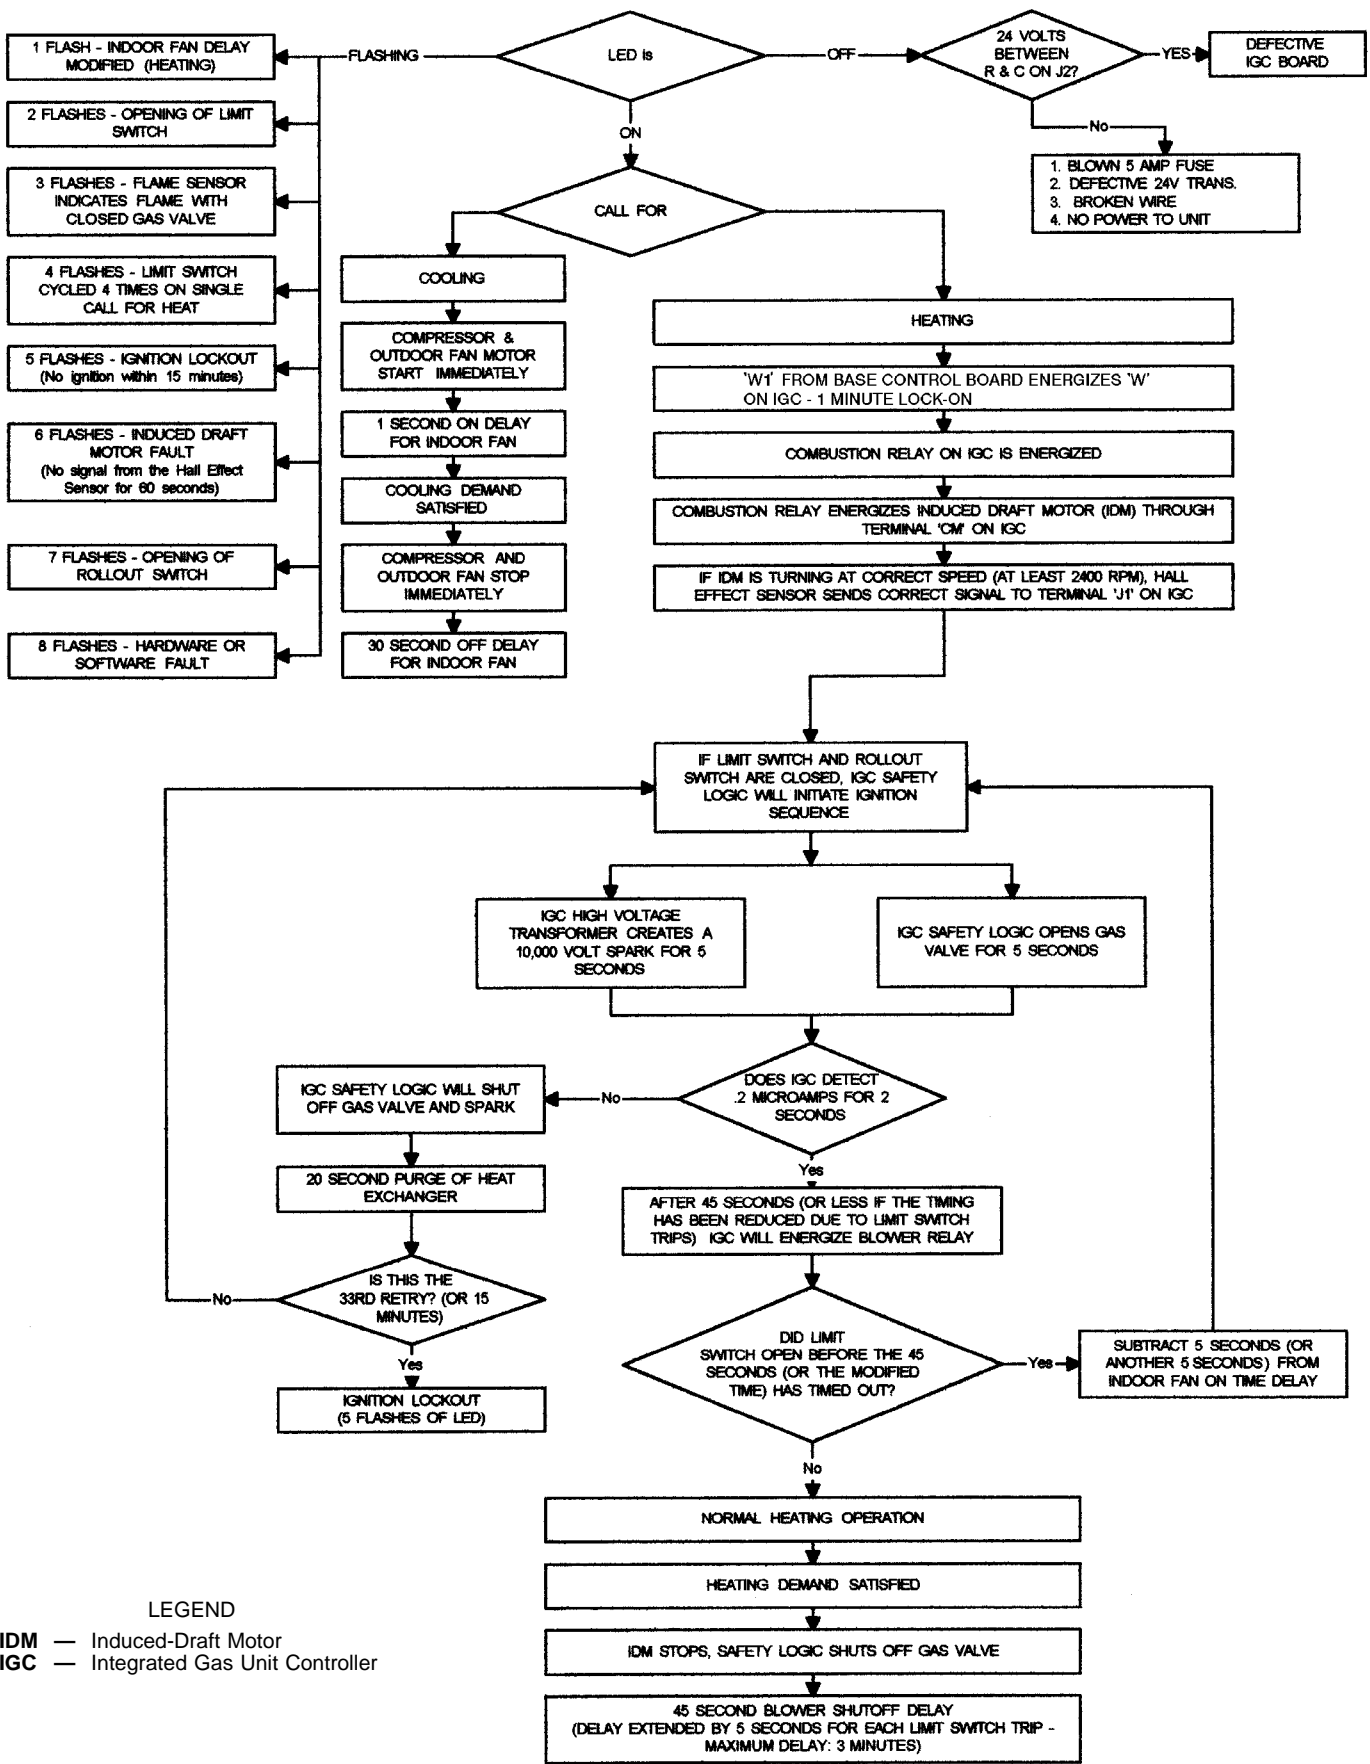 LED is
FLASHING
OFF
ON
1 FLASH - INDOOR FAN DELAY
MODIFIED (HEATING)
2 FLASHES - OPENING OF LIMIT
SWITCH
3 FLASHES - FLAME SENSOR
INDICATES FLAME WITH
CLOSED GAS VALVE
4 FLASHES - LIMIT SWITCH
CYCLED 4 TIMES ON SINGLE
CALL FOR HEAT
5 FLASHES - IGNITION LOCKOUT
(No ignition within 15 minutes)
6 FLASHES - INDUCED DRAFT
MOTOR FAULT
(No signal from the Hall Effect
Sensor for 60 seconds)
7 FLASHES - OPENING OF
ROLLOUT SWITCH
8 FLASHES - HARDWARE OR
SOFTWARE FAULT
24 VOLTS
BETWEEN
R & C ON J2?
YES
DEFECTIVE
IGC BOARD
No
1. BLOWN 5 AMP FUSE
2. DEFECTIVE 24V TRANS.
3. BROKEN WIRE
4. NO POWER TO UNIT
CALL FOR
COOLING
COMPRESSOR &
OUTDOOR FAN MOTOR
START IMMEDIATELY
1 SECOND ON DELAY
FOR INDOOR FAN
COOLING DEMAND
SATISFIED
COMPRESSOR AND
OUTDOOR FAN STOP
IMMEDIATELY
30 SECOND OFF DELAY
FOR INDOOR FAN
HEATING
'W1' FROM BASE CONTROL BOARD ENERGIZES 'W'
ON IGC - 1 MINUTE LOCK-ON
COMBUSTION RELAY ON IGC IS ENERGIZED
COMBUSTION RELAY ENERGIZES INDUCED DRAFT MOTOR (IDM) THROUGH
TERMINAL 'CM' ON IGC
IF IDM IS TURNING AT CORRECT SPEED (AT LEAST 2400 RPM), HALL
EFFECT SENSOR SENDS CORRECT SIGNAL TO TERMINAL 'J1' ON IGC
IF LIMIT SWITCH AND ROLLOUT
SWITCH ARE CLOSED, IGC SAFETY
LOGIC WILL INITIATE IGNITION
SEQUENCE
IGC HIGH VOLTAGE
TRANSFORMER CREATES A
10,000 VOLT SPARK FOR 5
SECONDS
IGC SAFETY LOGIC OPENS GAS
VALVE FOR 5 SECONDS
DOES IGC DETECT
.2 MICROAMPS FOR 2
SECONDS
No
IGC SAFETY LOGIC WILL SHUT
OFF GAS VALVE AND SPARK
20 SECOND PURGE OF HEAT
EXCHANGER
IS THIS THE
33RD RETRY? (OR 15
MINUTES)
No
Yes
IGNITION LOCKOUT
(5 FLASHES OF LED)
Yes
AFTER 45 SECONDS (OR LESS IF THE TIMING
HAS BEEN REDUCED DUE TO LIMIT SWITCH
TRIPS) IGC WILL ENERGIZE BLOWER RELAY
DID LIMIT
SWITCH OPEN BEFORE THE 45
SECONDS (OR THE MODIFIED
TIME) HAS TIMED OUT?
Yes
SUBTRACT 5 SECONDS (OR
ANOTHER 5 SECONDS) FROM
INDOOR FAN ON TIME DELAY
No
NORMAL HEATING OPERATION
HEATING DEMAND SATISFIED
IDM STOPS, SAFETY LOGIC SHUTS OFF GAS VALVE
45 SECOND BLOWER SHUTOFF DELAY
(DELAY EXTENDED BY 5 SECONDS FOR EACH LIMIT SWITCH TRIP -
MAXIMUM DELAY: 3 MINUTES)
LEGEND
IDM — Induced-Draft Motor
IGC — Integrated Gas Unit Controller